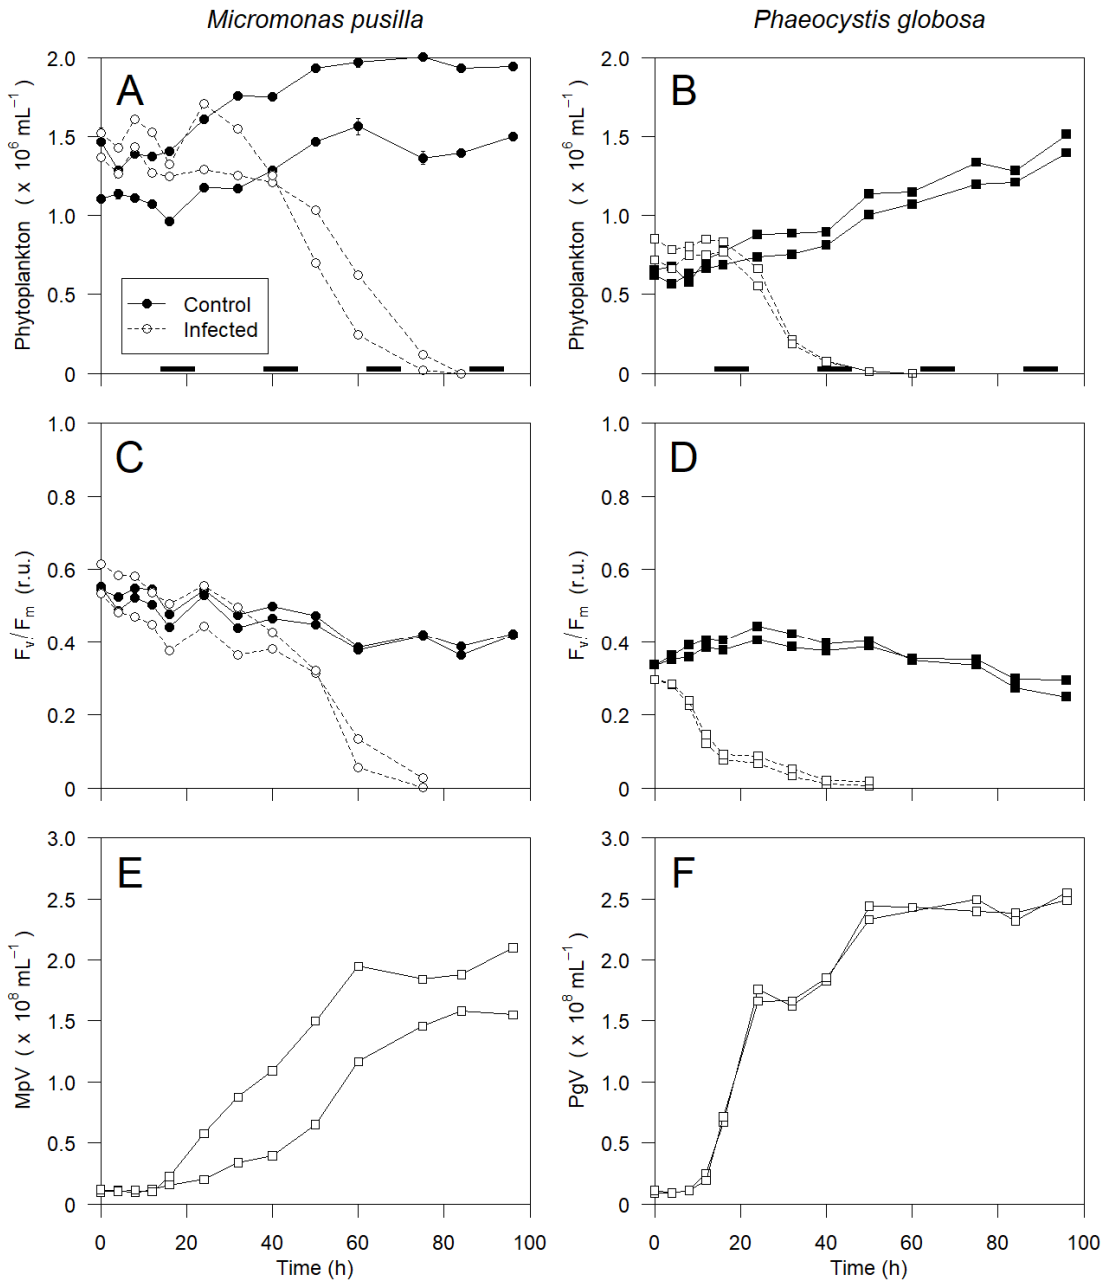 Micromonas pusilla
Phaeocystis globosa
A
Phytoplankton ( x 10⁶ mL⁻¹)
2.0
1.5
1.0
0.5
0
Control
Infected
B
Phytoplankton ( x 10⁶ mL⁻¹)
2.0
1.5
1.0
0.5
0
C
Fv/ Fm (r.u.)
1.0
0.8
0.6
0.4
0.2
0
D
Fv/ Fm (r.u.)
1.0
0.8
0.6
0.4
0.2
0
E
MpV ( x 10⁸ mL⁻¹)
3.0
2.5
2.0
1.5
1.0
0.5
0
0 20 40 60 80 100
Time (h)
F
PgV ( x 10⁸ mL⁻¹)
3.0
2.5
2.0
1.5
1.0
0.5
0
0 20 40 60 80 100
Time (h)